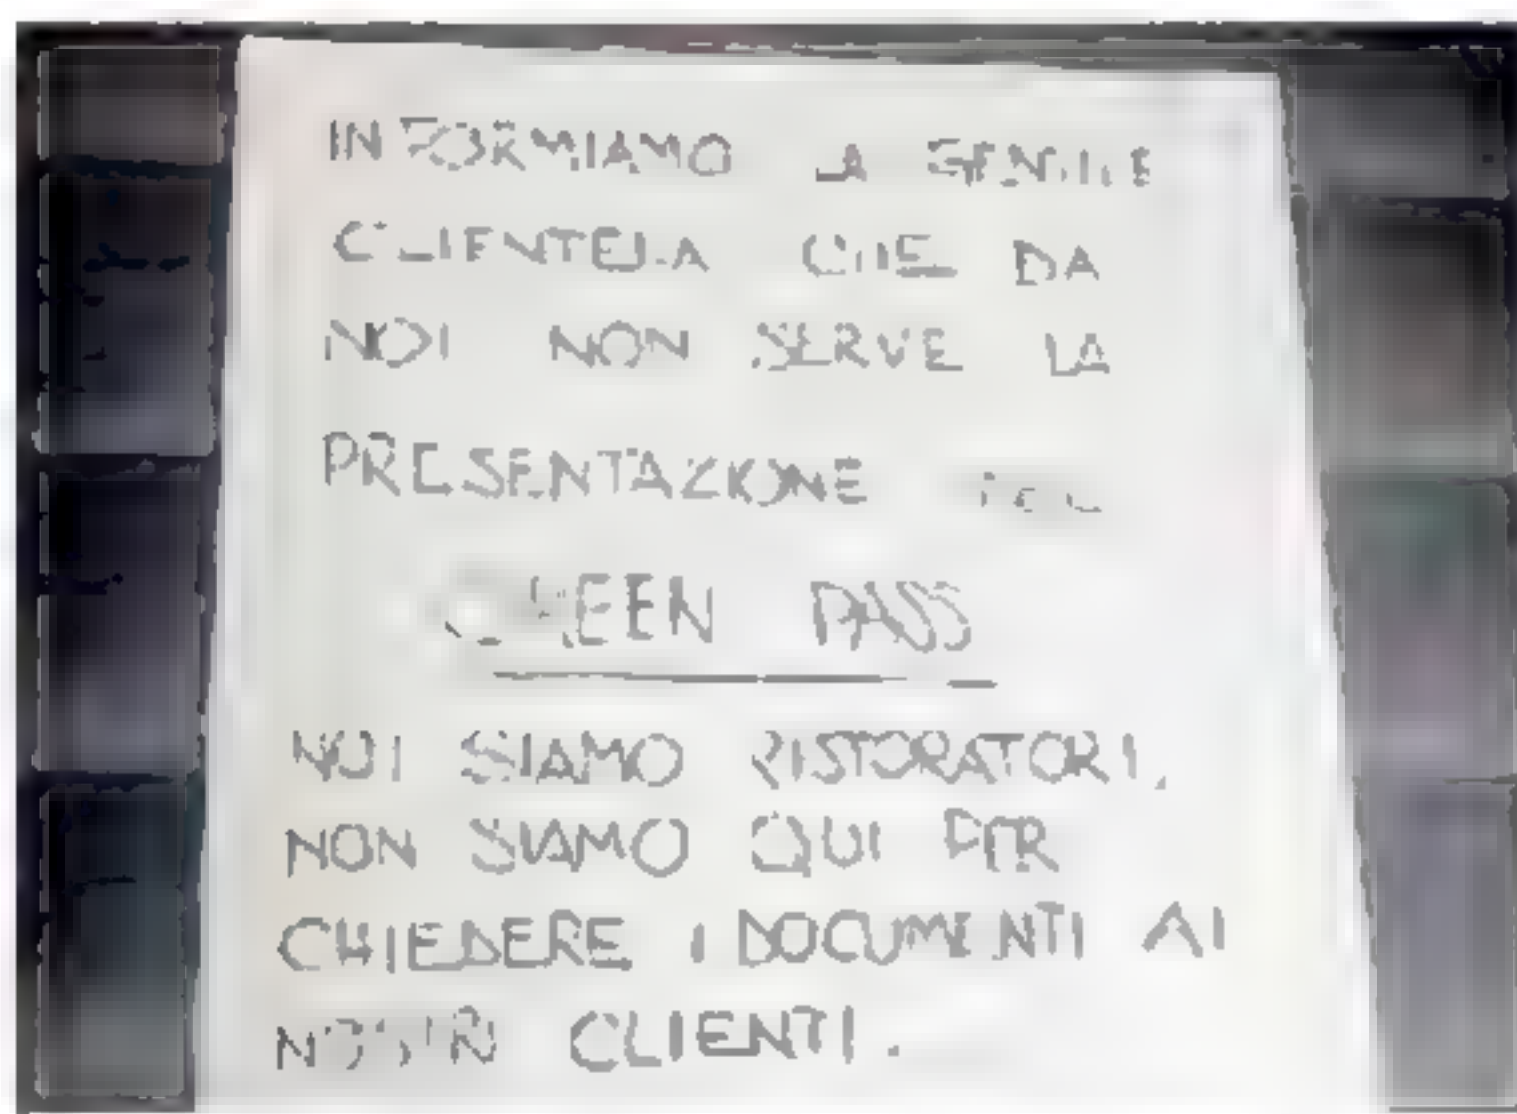 INFORMIAMO LA GENTILE
CLIENTELA CHE DA
NOI NON SERVE LA
PRESENTAZIONE
GREEN PASS
NOI SIAMO RISTORATORI,
NON SIAMO QUI PER
CHIEDERE I DOCUMENTI AI
NOSTRI CLIENTI.